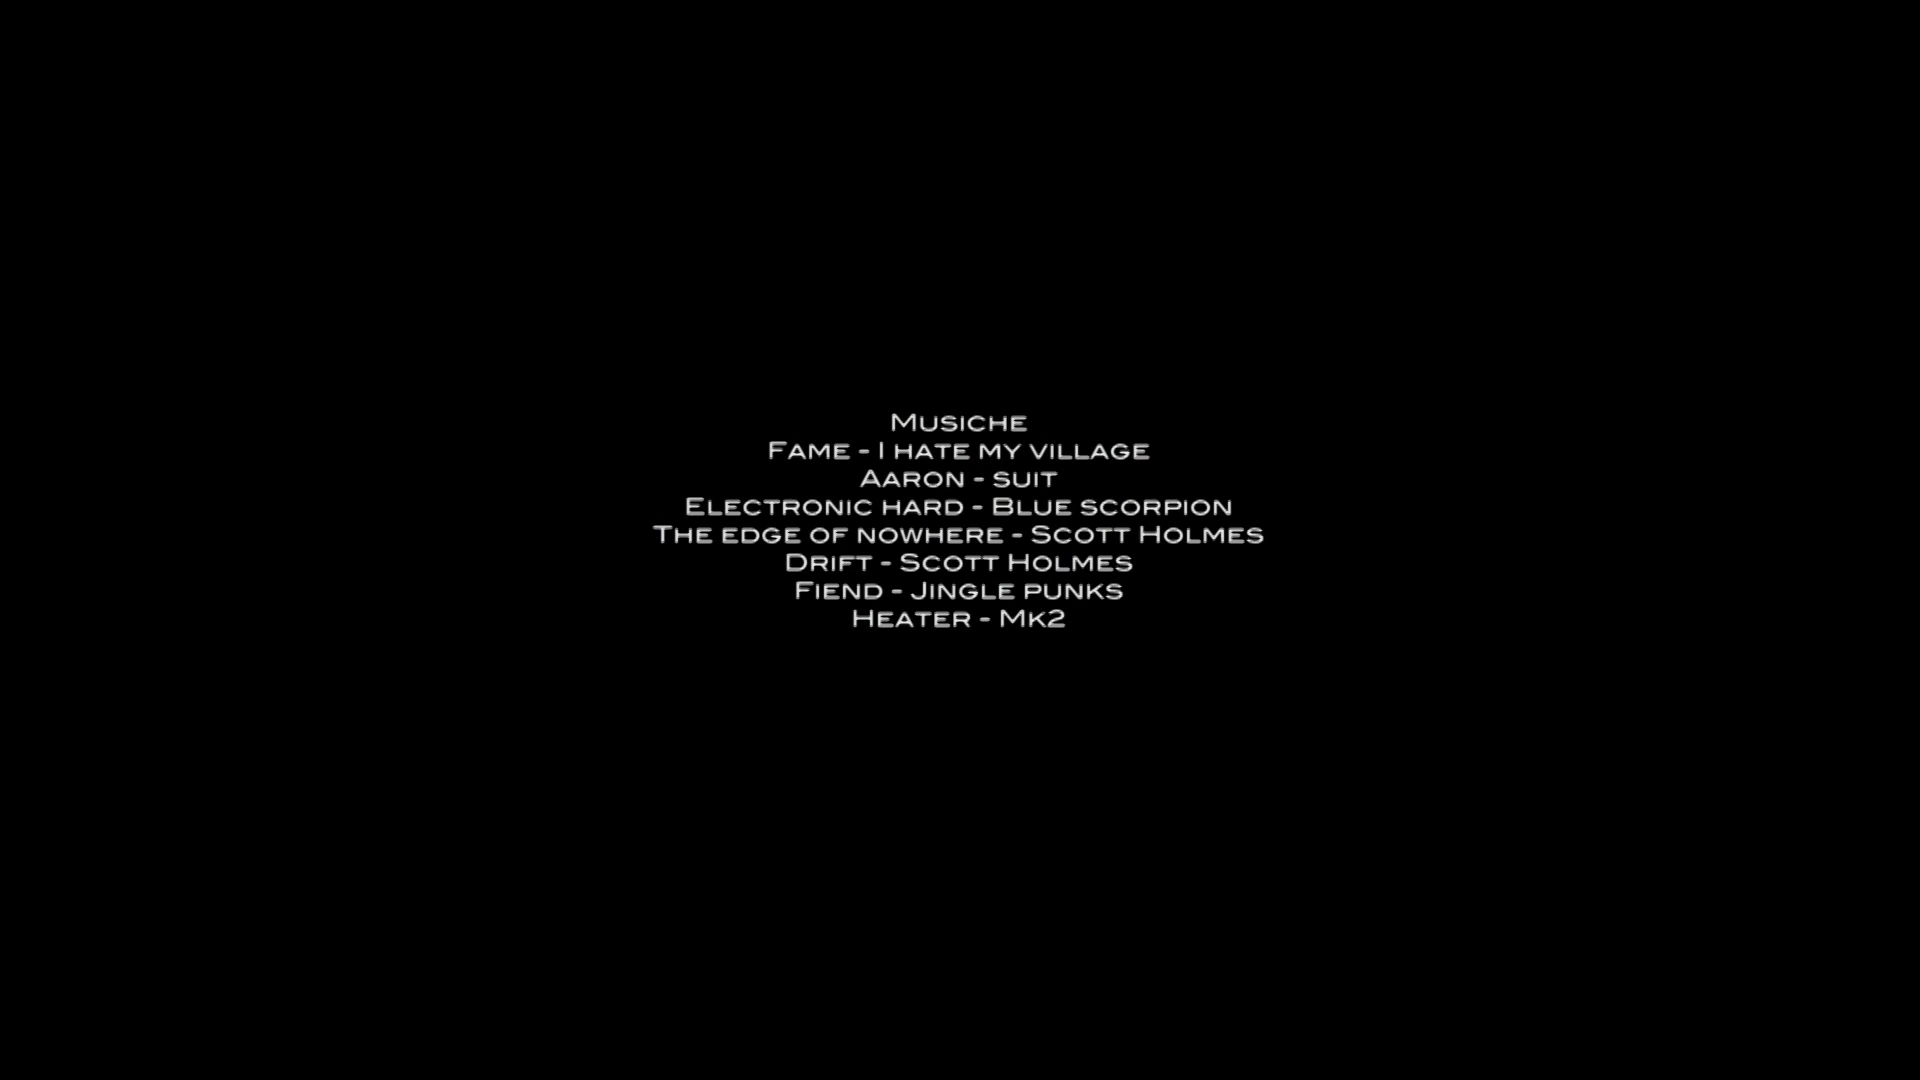 Musiche
Fame - I hate my village
Aaron - suit
Electronic hard - Blue scorpion
The edge of nowhere - Scott Holmes
Drift - Scott Holmes
Fiend - Jingle punks
Heater - Mk2